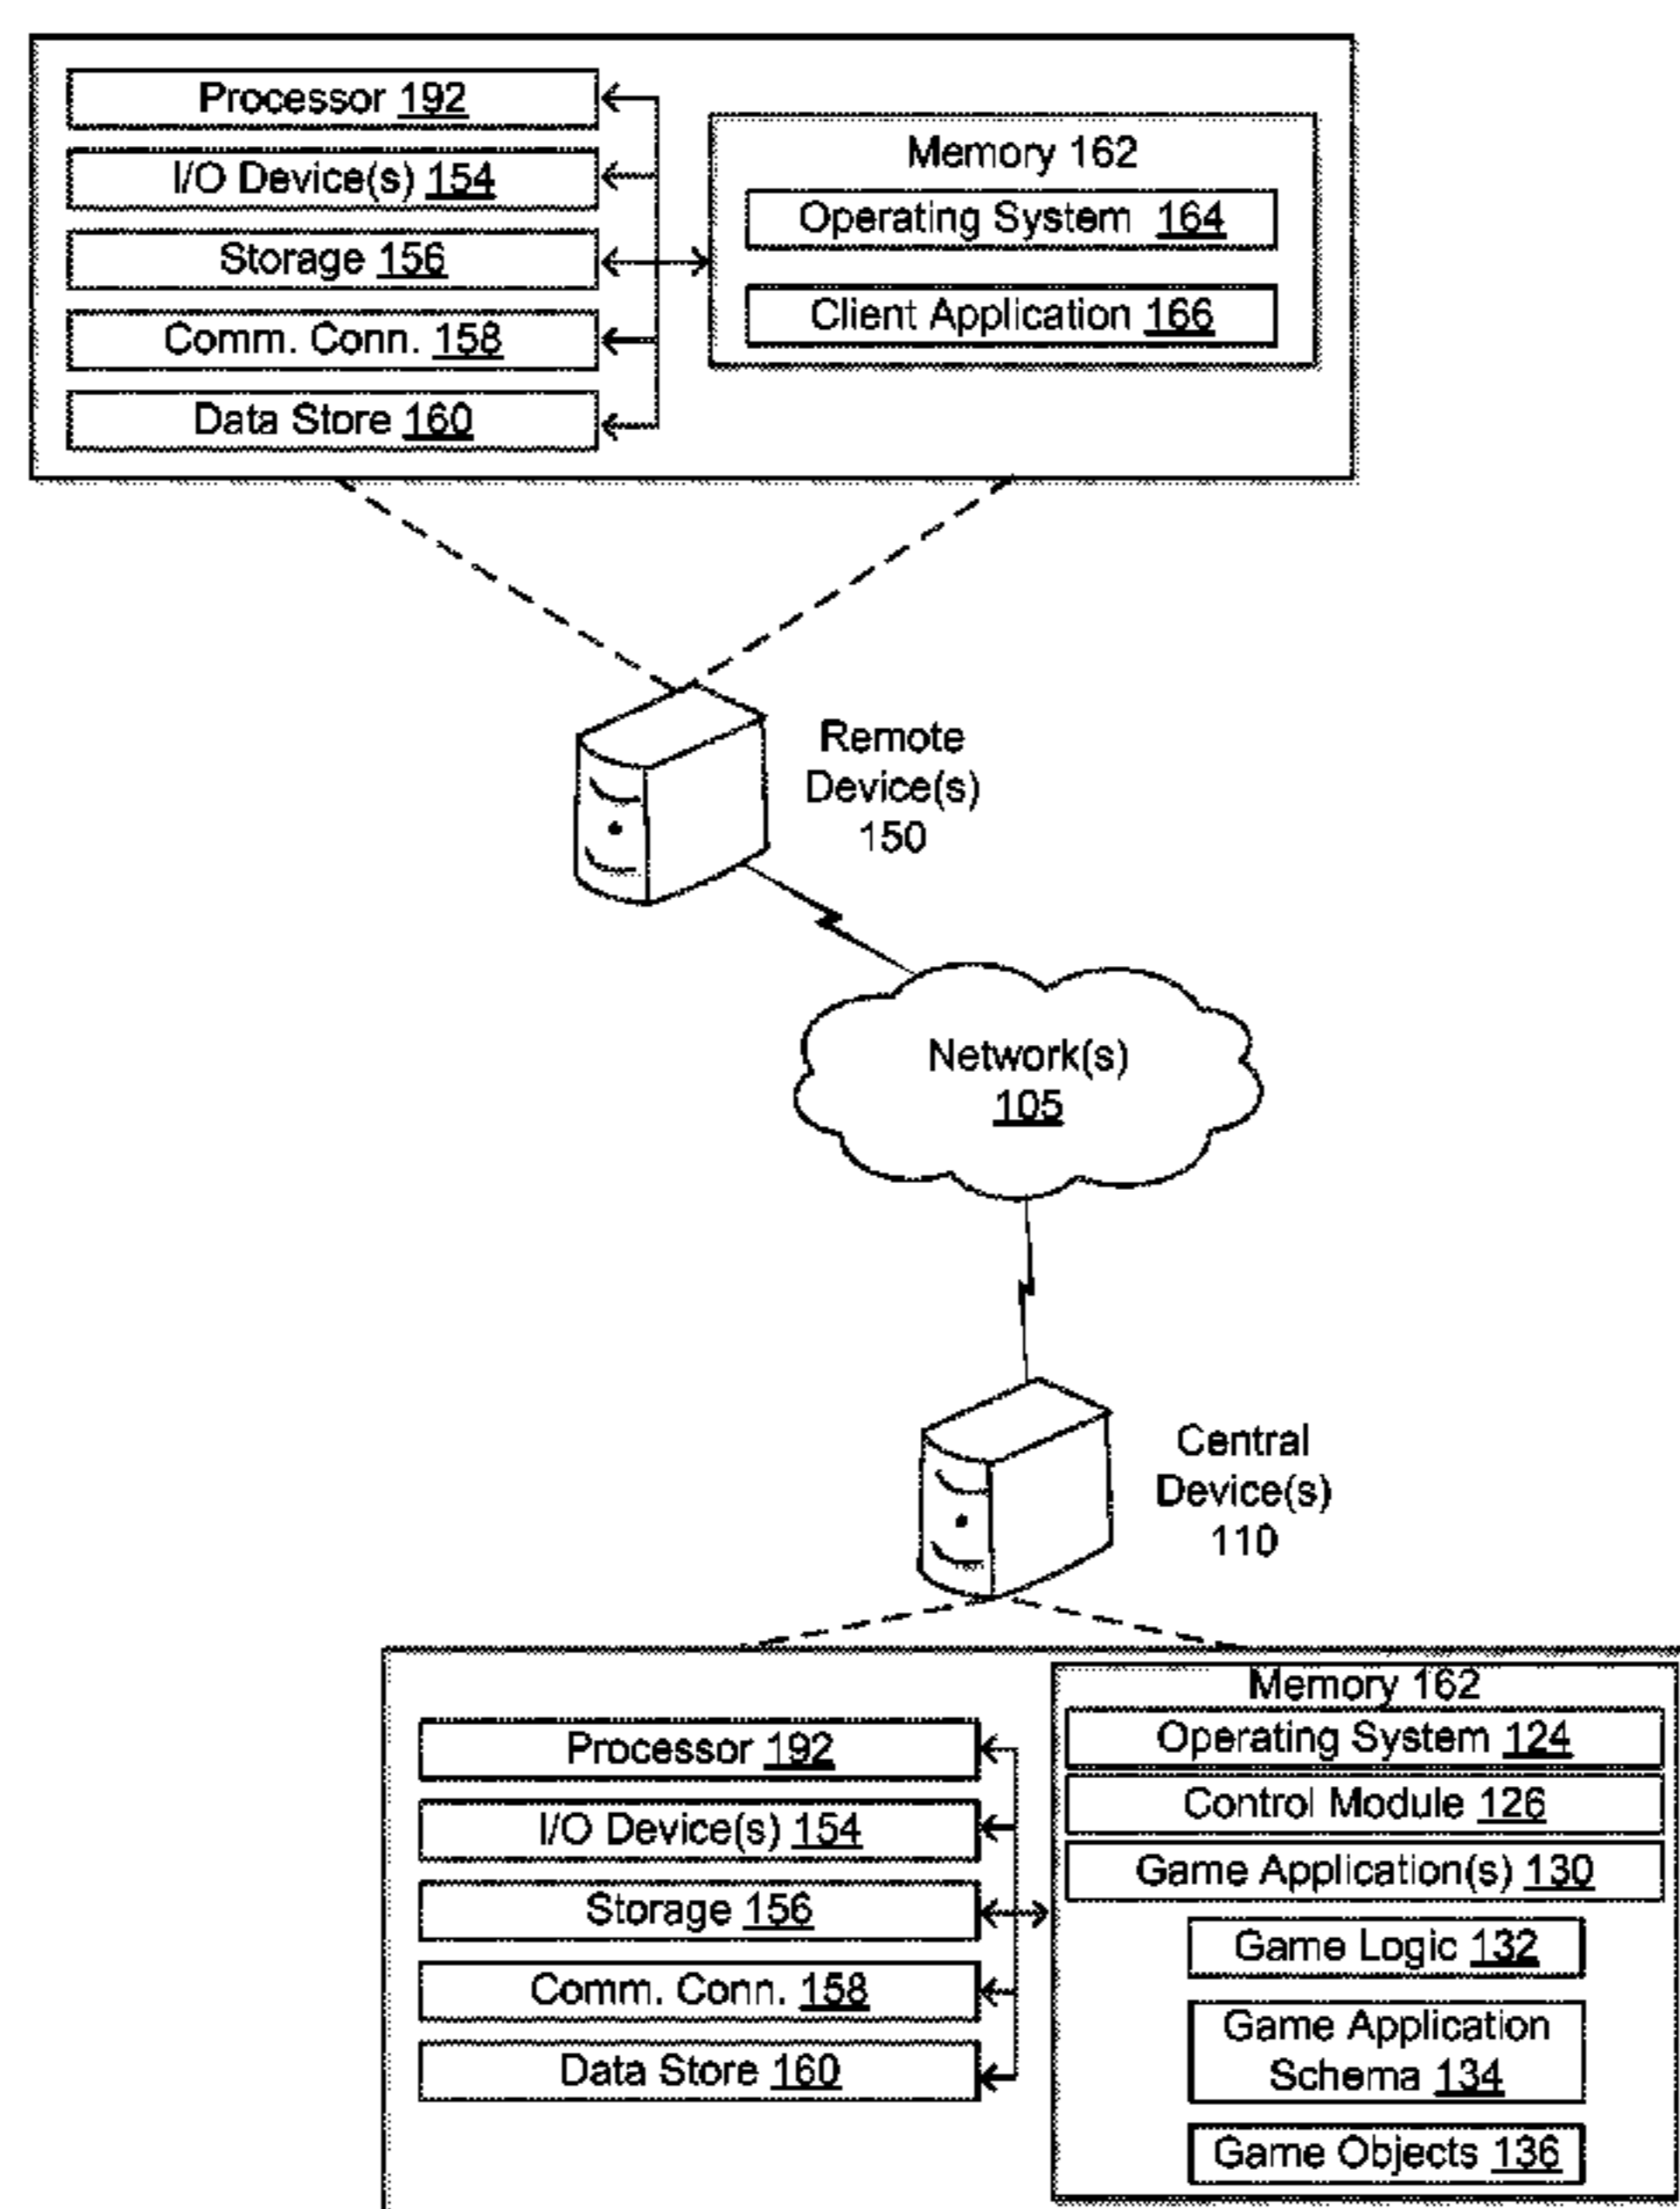 Processor 192
I/O Device(s) 154
Storage 156
Comm. Conn. 158
Data Store 160
Memory 162
Operating System 164
Client Application 166
Remote
Device(s)
150
Network(s)
105
Central
Device(s)
110
Processor 192
I/O Device(s) 154
Storage 156
Comm. Conn. 158
Data Store 160
Memory 162
Operating System 124
Control Module 126
Game Application(s) 130
Game Logic 132
Game Application
Schema 134
Game Objects 136